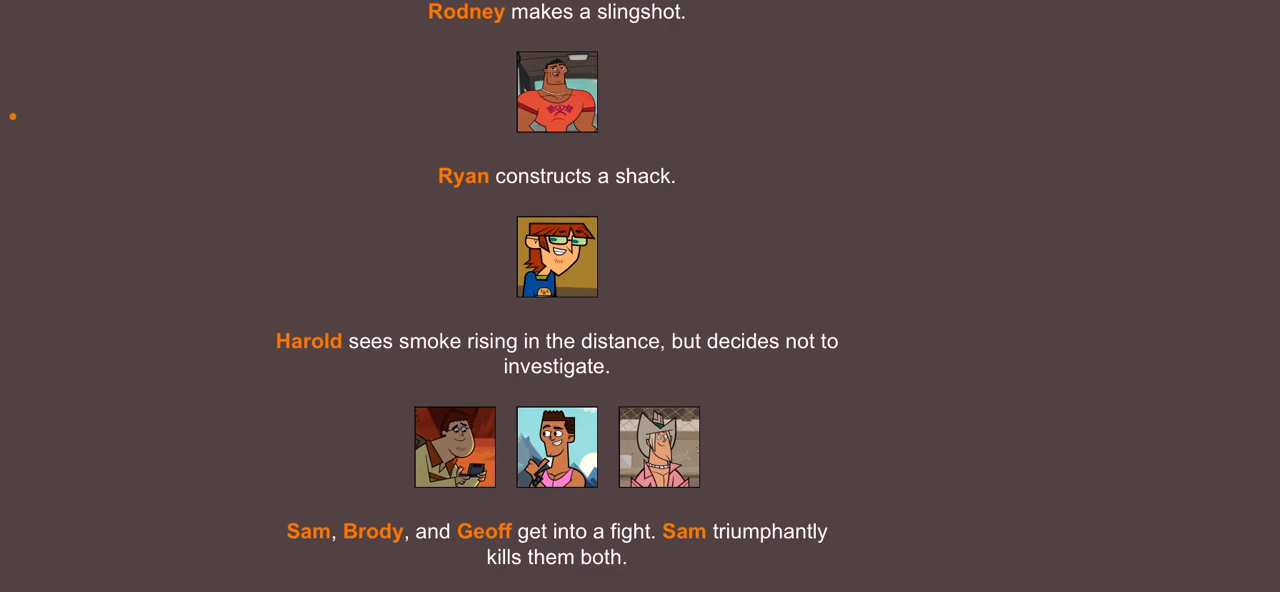 Rodney makes a slingshot.
Ryan constructs a shack.
Harold sees smoke rising in the distance, but decides not to
investigate.
Sam, Brody, and Geoff get into a fight. Sam triumphantly
kills them both.